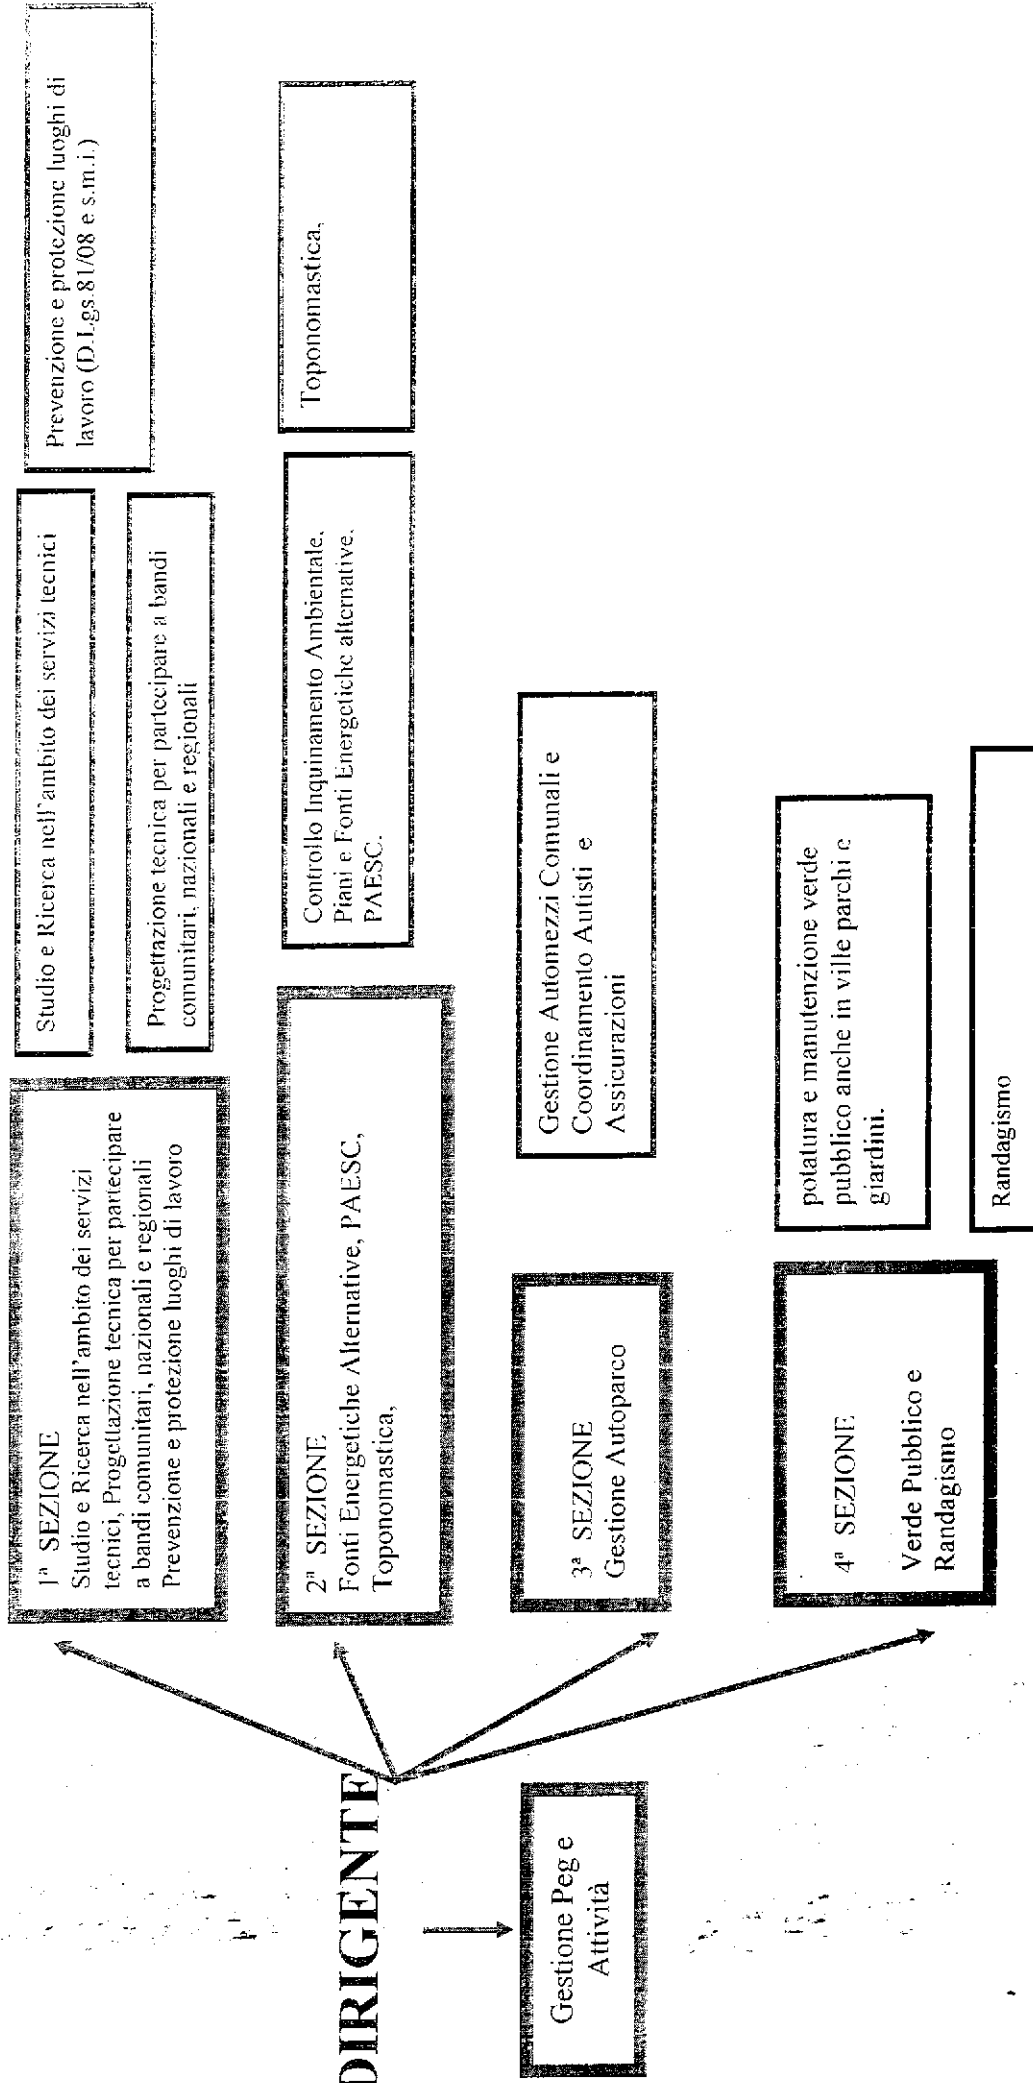 DIRIGENTE
Gestione Peg e
Attività
1ª SEZIONE
Studio e Ricerca nell'ambito dei servizi
tecnici, Progettazione tecnica per partecipare
a bandi comunitari, nazionali e regionali
Prevenzione e protezione luoghi di lavoro
Studio e Ricerca nell'ambito dei servizi tecnici
Progettazione tecnica per partecipare a bandi
comunitari, nazionali e regionali
Prevenzione e protezione luoghi di
lavoro (D.Lgs.81/08 e s.m.i.)
2ª SEZIONE
Fonti Energetiche Alternative, PAESC,
Toponomastica,
Controllo Inquinamento Ambientale.
Piani e Fonti Energetiche alternative.
PAESC.
Toponomastica,
3ª SEZIONE
Gestione Autoparco
Gestione Automezzi Comunali e
Coordinamento Autisti e
Assicurazioni
4ª SEZIONE
Verde Pubblico e
Randagismo
potatura e manutenzione verde
pubblico anche in ville parchi e
giardini.
Randagismo